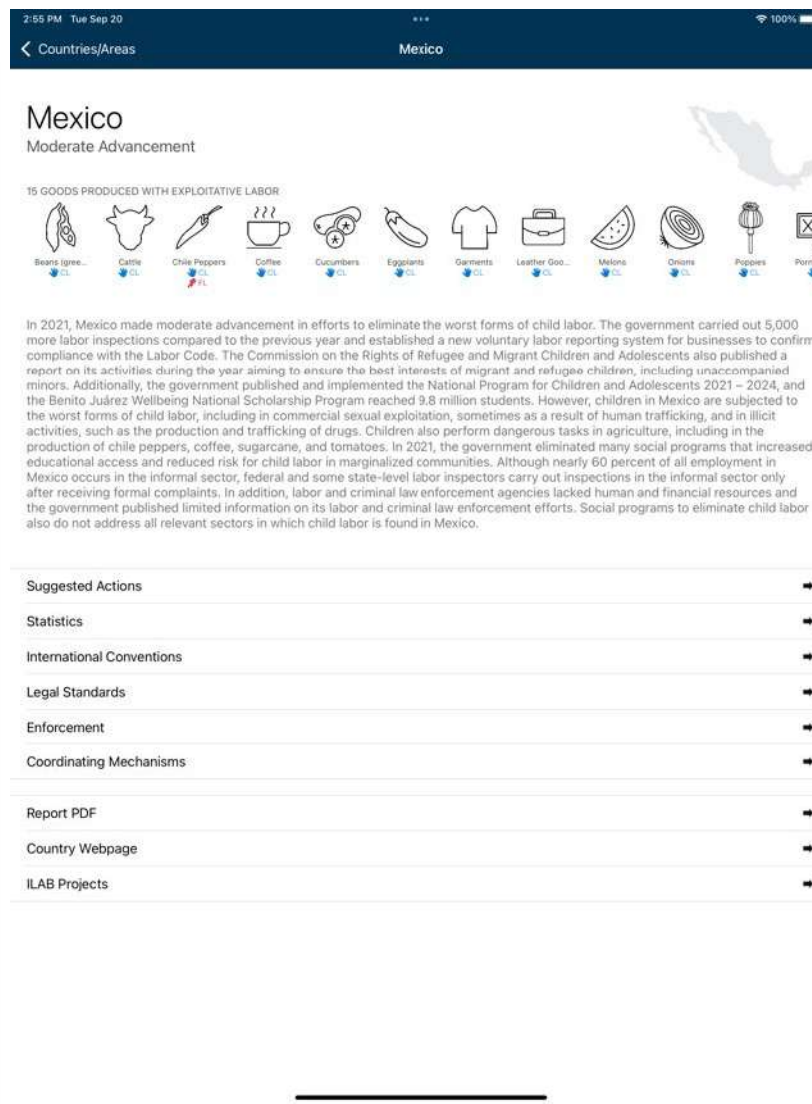 2:55 PM Tue Sep 20
100%
Countries/Areas
Mexico
Mexico
Moderate Advancement
15 GOODS PRODUCED WITH EXPLOITATIVE LABOR
Beans (gree... Cattle Chile Peppers Coffee Cucumbers Eggplants Garments Leather Goo... Melons Onions Poppies Porn
CL CL CL CL CL CL CL CL CL CL CL
FL
In 2021, Mexico made moderate advancement in efforts to eliminate the worst forms of child labor. The government carried out 5,000
more labor inspections compared to the previous year and established a new voluntary labor reporting system for businesses to confirm
compliance with the Labor Code. The Commission on the Rights of Refugee and Migrant Children and Adolescents also published a
report on its activities during the year aiming to ensure the best interests of migrant and refugee children, including unaccompanied
minors. Additionally, the government published and implemented the National Program for Children and Adolescents 2021 – 2024, and
the Benito Juárez Wellbeing National Scholarship Program reached 9.8 million students. However, children in Mexico are subjected to
the worst forms of child labor, including in commercial sexual exploitation, sometimes as a result of human trafficking, and in illicit
activities, such as the production and trafficking of drugs. Children also perform dangerous tasks in agriculture, including in the
production of chile peppers, coffee, sugarcane, and tomatoes. In 2021, the government eliminated many social programs that increased
educational access and reduced risk for child labor in marginalized communities. Although nearly 60 percent of all employment in
Mexico occurs in the informal sector, federal and some state-level labor inspectors carry out inspections in the informal sector only
after receiving formal complaints. In addition, labor and criminal law enforcement agencies lacked human and financial resources and
the government published limited information on its labor and criminal law enforcement efforts. Social programs to eliminate child labor
also do not address all relevant sectors in which child labor is found in Mexico.
Suggested Actions
Statistics
International Conventions
Legal Standards
Enforcement
Coordinating Mechanisms
Report PDF
Country Webpage
ILAB Projects